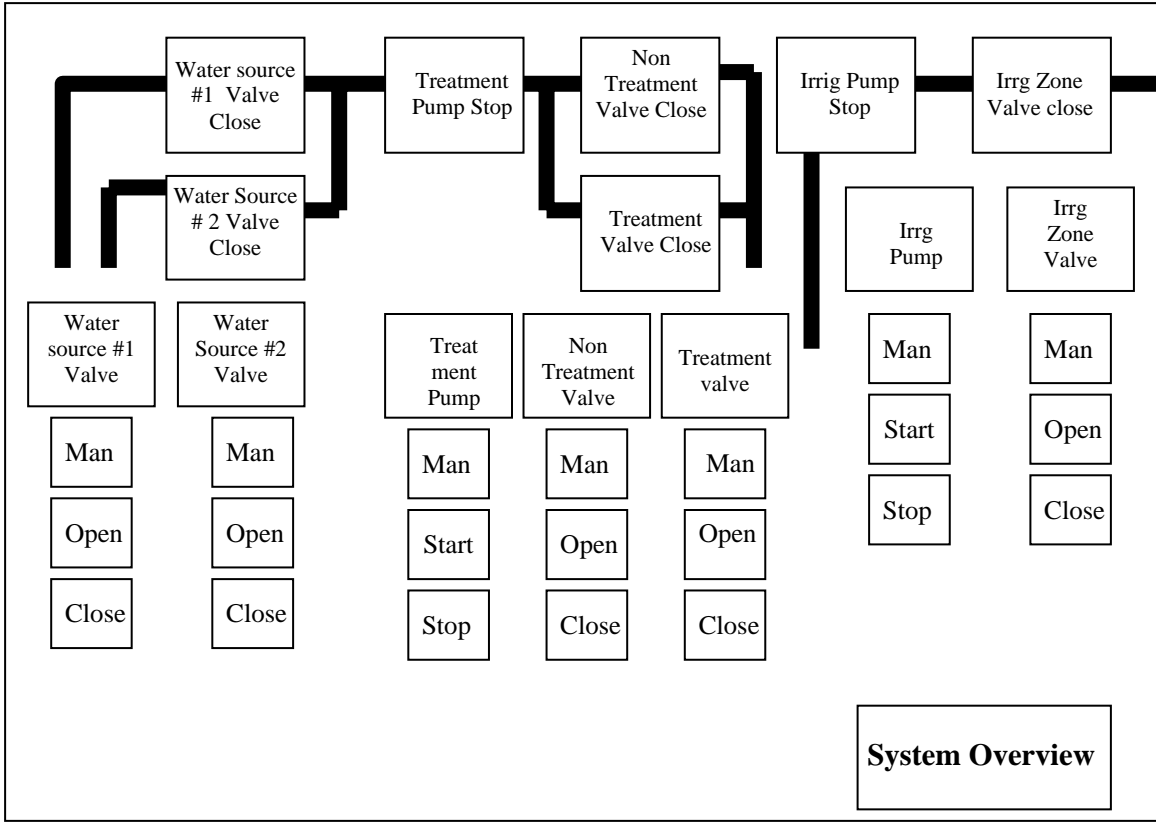 Water source
#1 Valve
Close
Treatment
Pump Stop
Non
Treatment
Valve Close
Irrig Pump
Stop
Irrg Zone
Valve close
Water Source
# 2 Valve
Close
Treatment
Valve Close
Irrg
Pump
Irrg
Zone
Valve
Water
source #1
Valve
Water
Source #2
Valve
Treat
ment
Pump
Non
Treatment
Valve
Treatment
valve
Man
Man
Man
Man
Man
Man
Man
Start
Open
Open
Open
Start
Open
Open
Stop
Close
Close
Close
Stop
Close
Close
System Overview